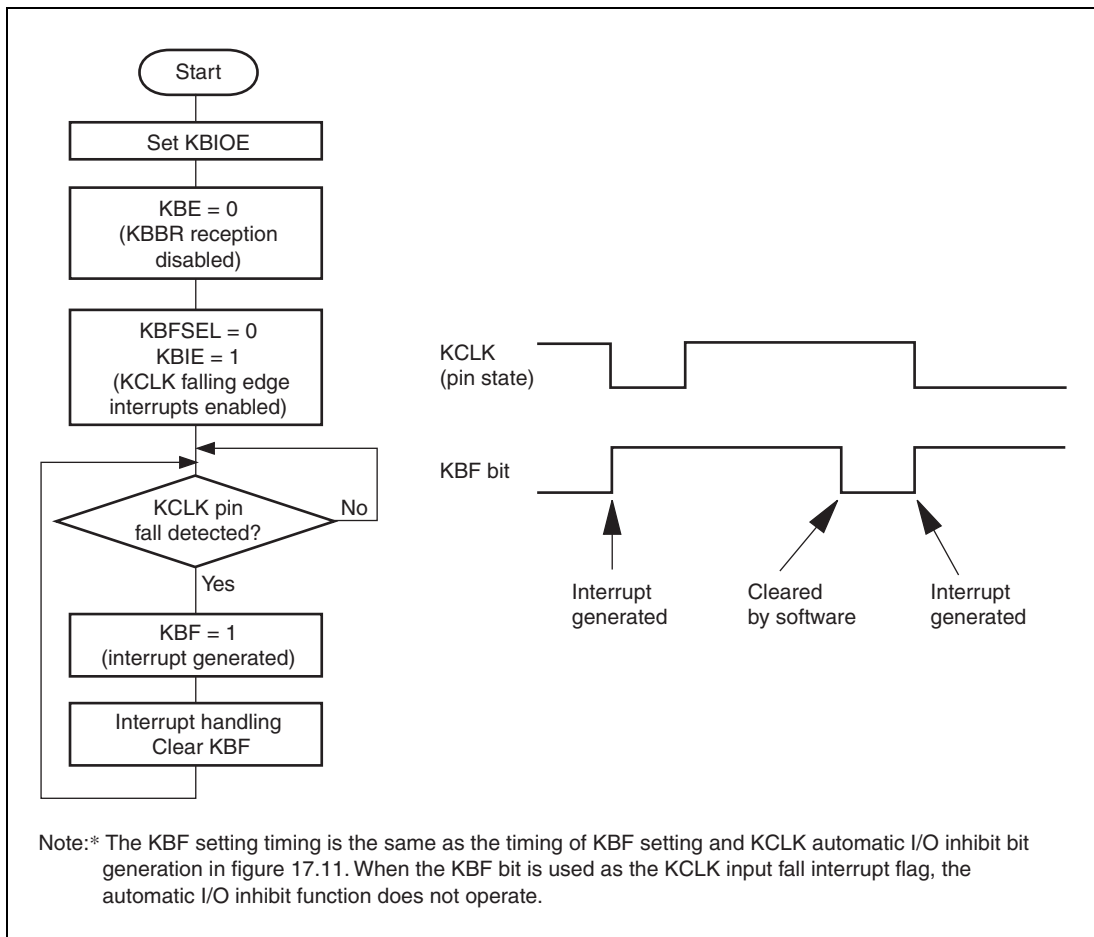 Start
Set KBIOE
KBE = 0
(KBBR reception
disabled)
KBFSEL = 0
KBIE = 1
(KCLK falling edge
interrupts enabled)
KCLK pin
fall detected?
No
Yes
KBF = 1
(interrupt generated)
Interrupt handling
Clear KBF
KCLK
(pin state)
KBF bit
Interrupt
generated
Cleared
by software
Interrupt
generated
Note:* The KBF setting timing is the same as the timing of KBF setting and KCLK automatic I/O inhibit bit
generation in figure 17.11. When the KBF bit is used as the KCLK input fall interrupt flag, the
automatic I/O inhibit function does not operate.